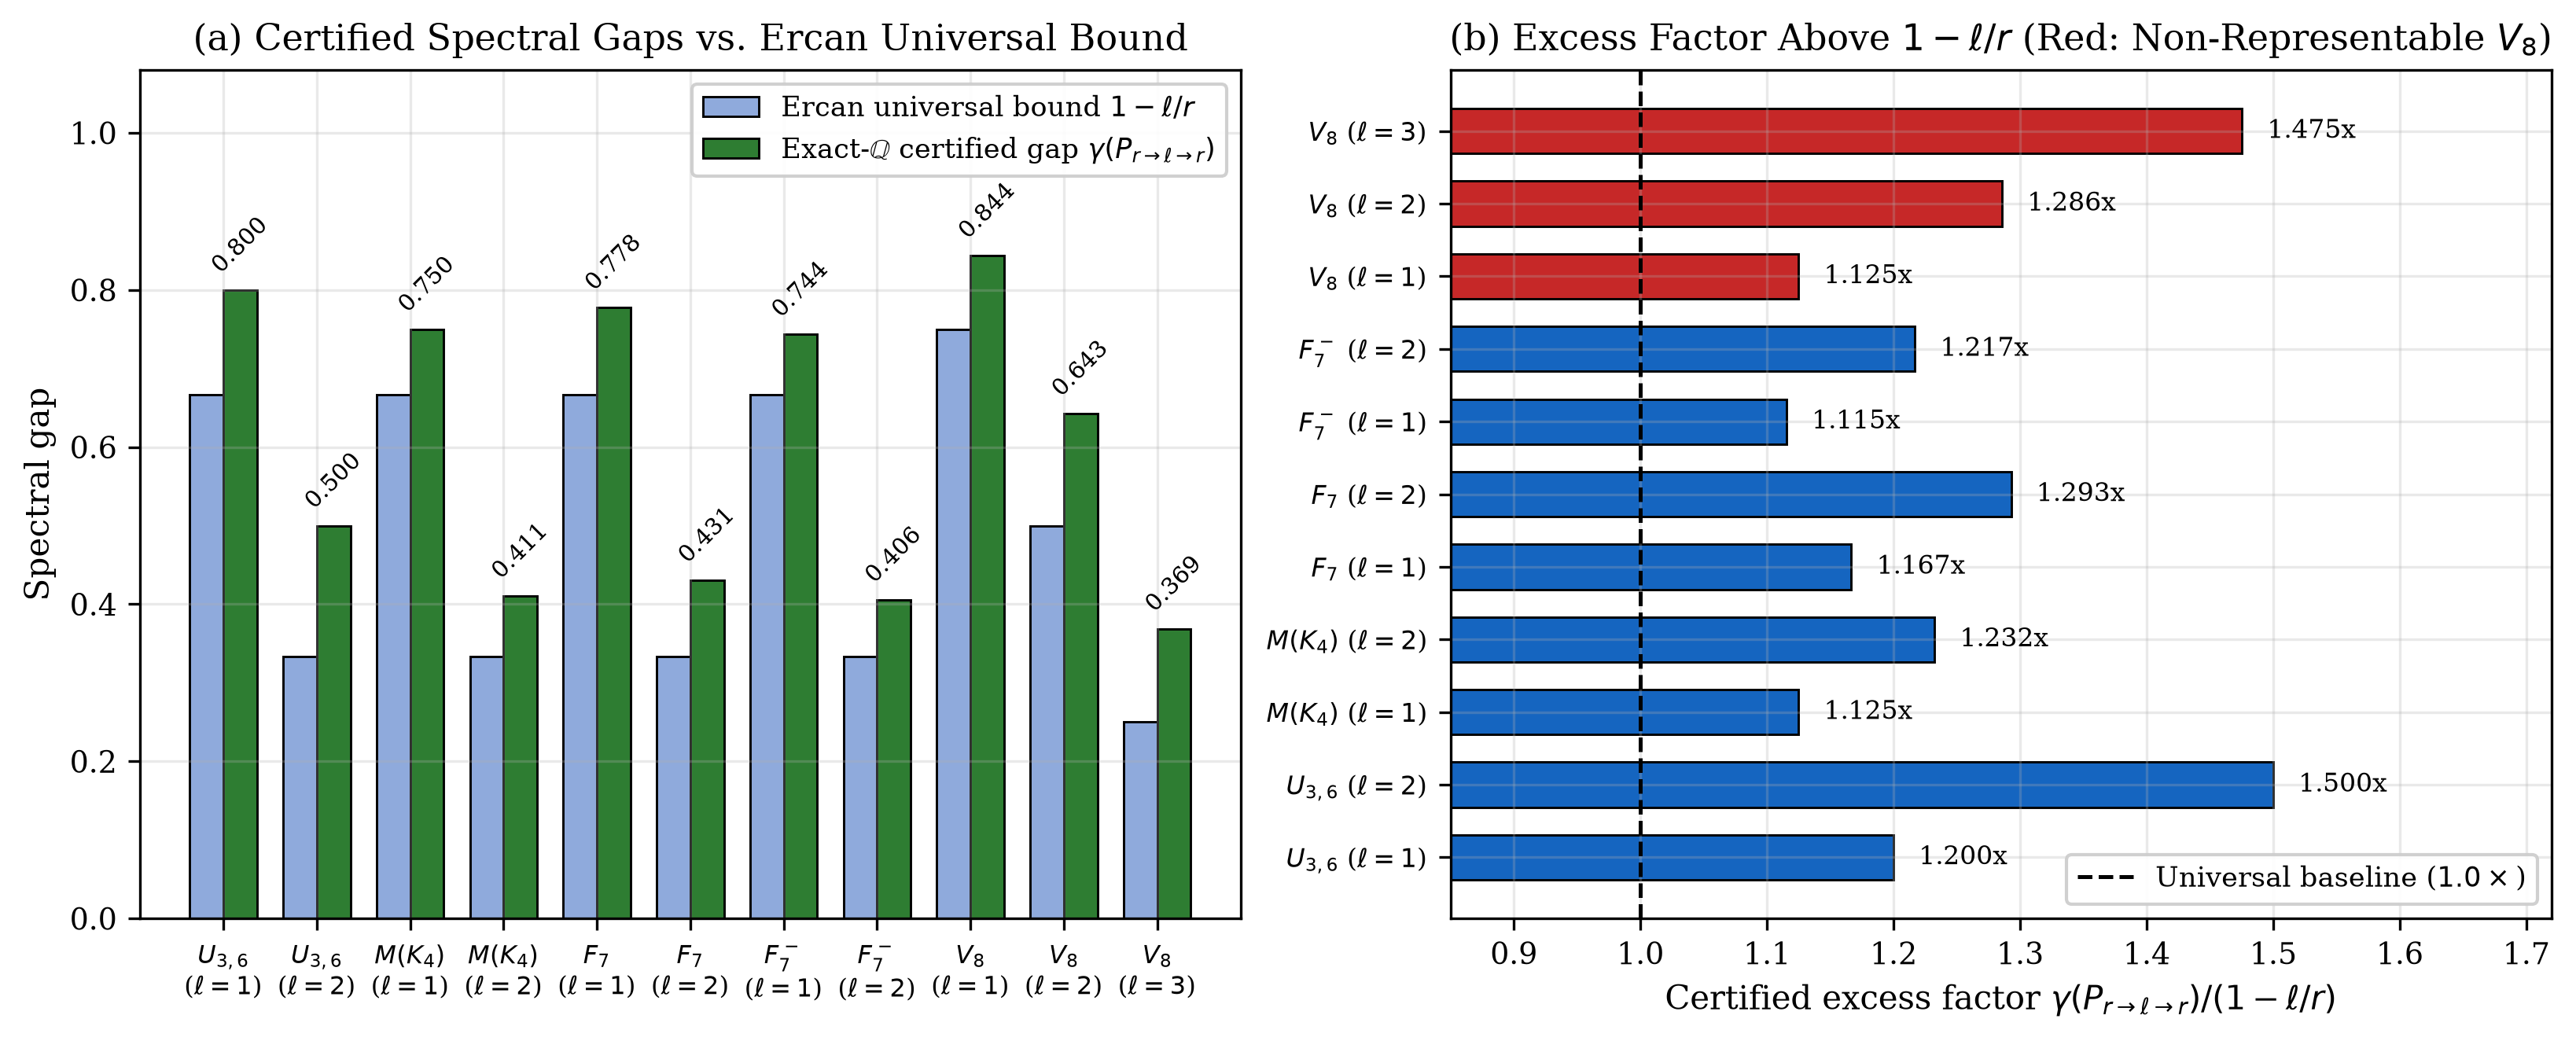 (a) Certified Spectral Gaps vs. Ercan Universal Bound
Ercan universal bound 1 − ℓ/r
Exact-ℚ certified gap γ(P_{r→ℓ→r})
Spectral gap
1.0
0.8
0.6
0.4
0.2
0.0
0.800
0.500
0.750
0.411
0.778
0.431
0.744
0.406
0.844
0.643
0.369
U_{3,6} (ℓ = 1)
U_{3,6} (ℓ = 2)
M(K_4) (ℓ = 1)
M(K_4) (ℓ = 2)
F_7 (ℓ = 1)
F_7 (ℓ = 2)
F_7^− (ℓ = 1)
F_7^− (ℓ = 2)
V_8 (ℓ = 1)
V_8 (ℓ = 2)
V_8 (ℓ = 3)
(b) Excess Factor Above 1 − ℓ/r (Red: Non-Representable V_8)
V_8 (ℓ = 3) 1.475x
V_8 (ℓ = 2) 1.286x
V_8 (ℓ = 1) 1.125x
F_7^− (ℓ = 2) 1.217x
F_7^− (ℓ = 1) 1.115x
F_7 (ℓ = 2) 1.293x
F_7 (ℓ = 1) 1.167x
M(K_4) (ℓ = 2) 1.232x
M(K_4) (ℓ = 1) 1.125x
U_{3,6} (ℓ = 2) 1.500x
U_{3,6} (ℓ = 1) 1.200x
Universal baseline (1.0 ×)
0.9 1.0 1.1 1.2 1.3 1.4 1.5 1.6 1.7
Certified excess factor γ(P_{r→ℓ→r})/(1 − ℓ/r)